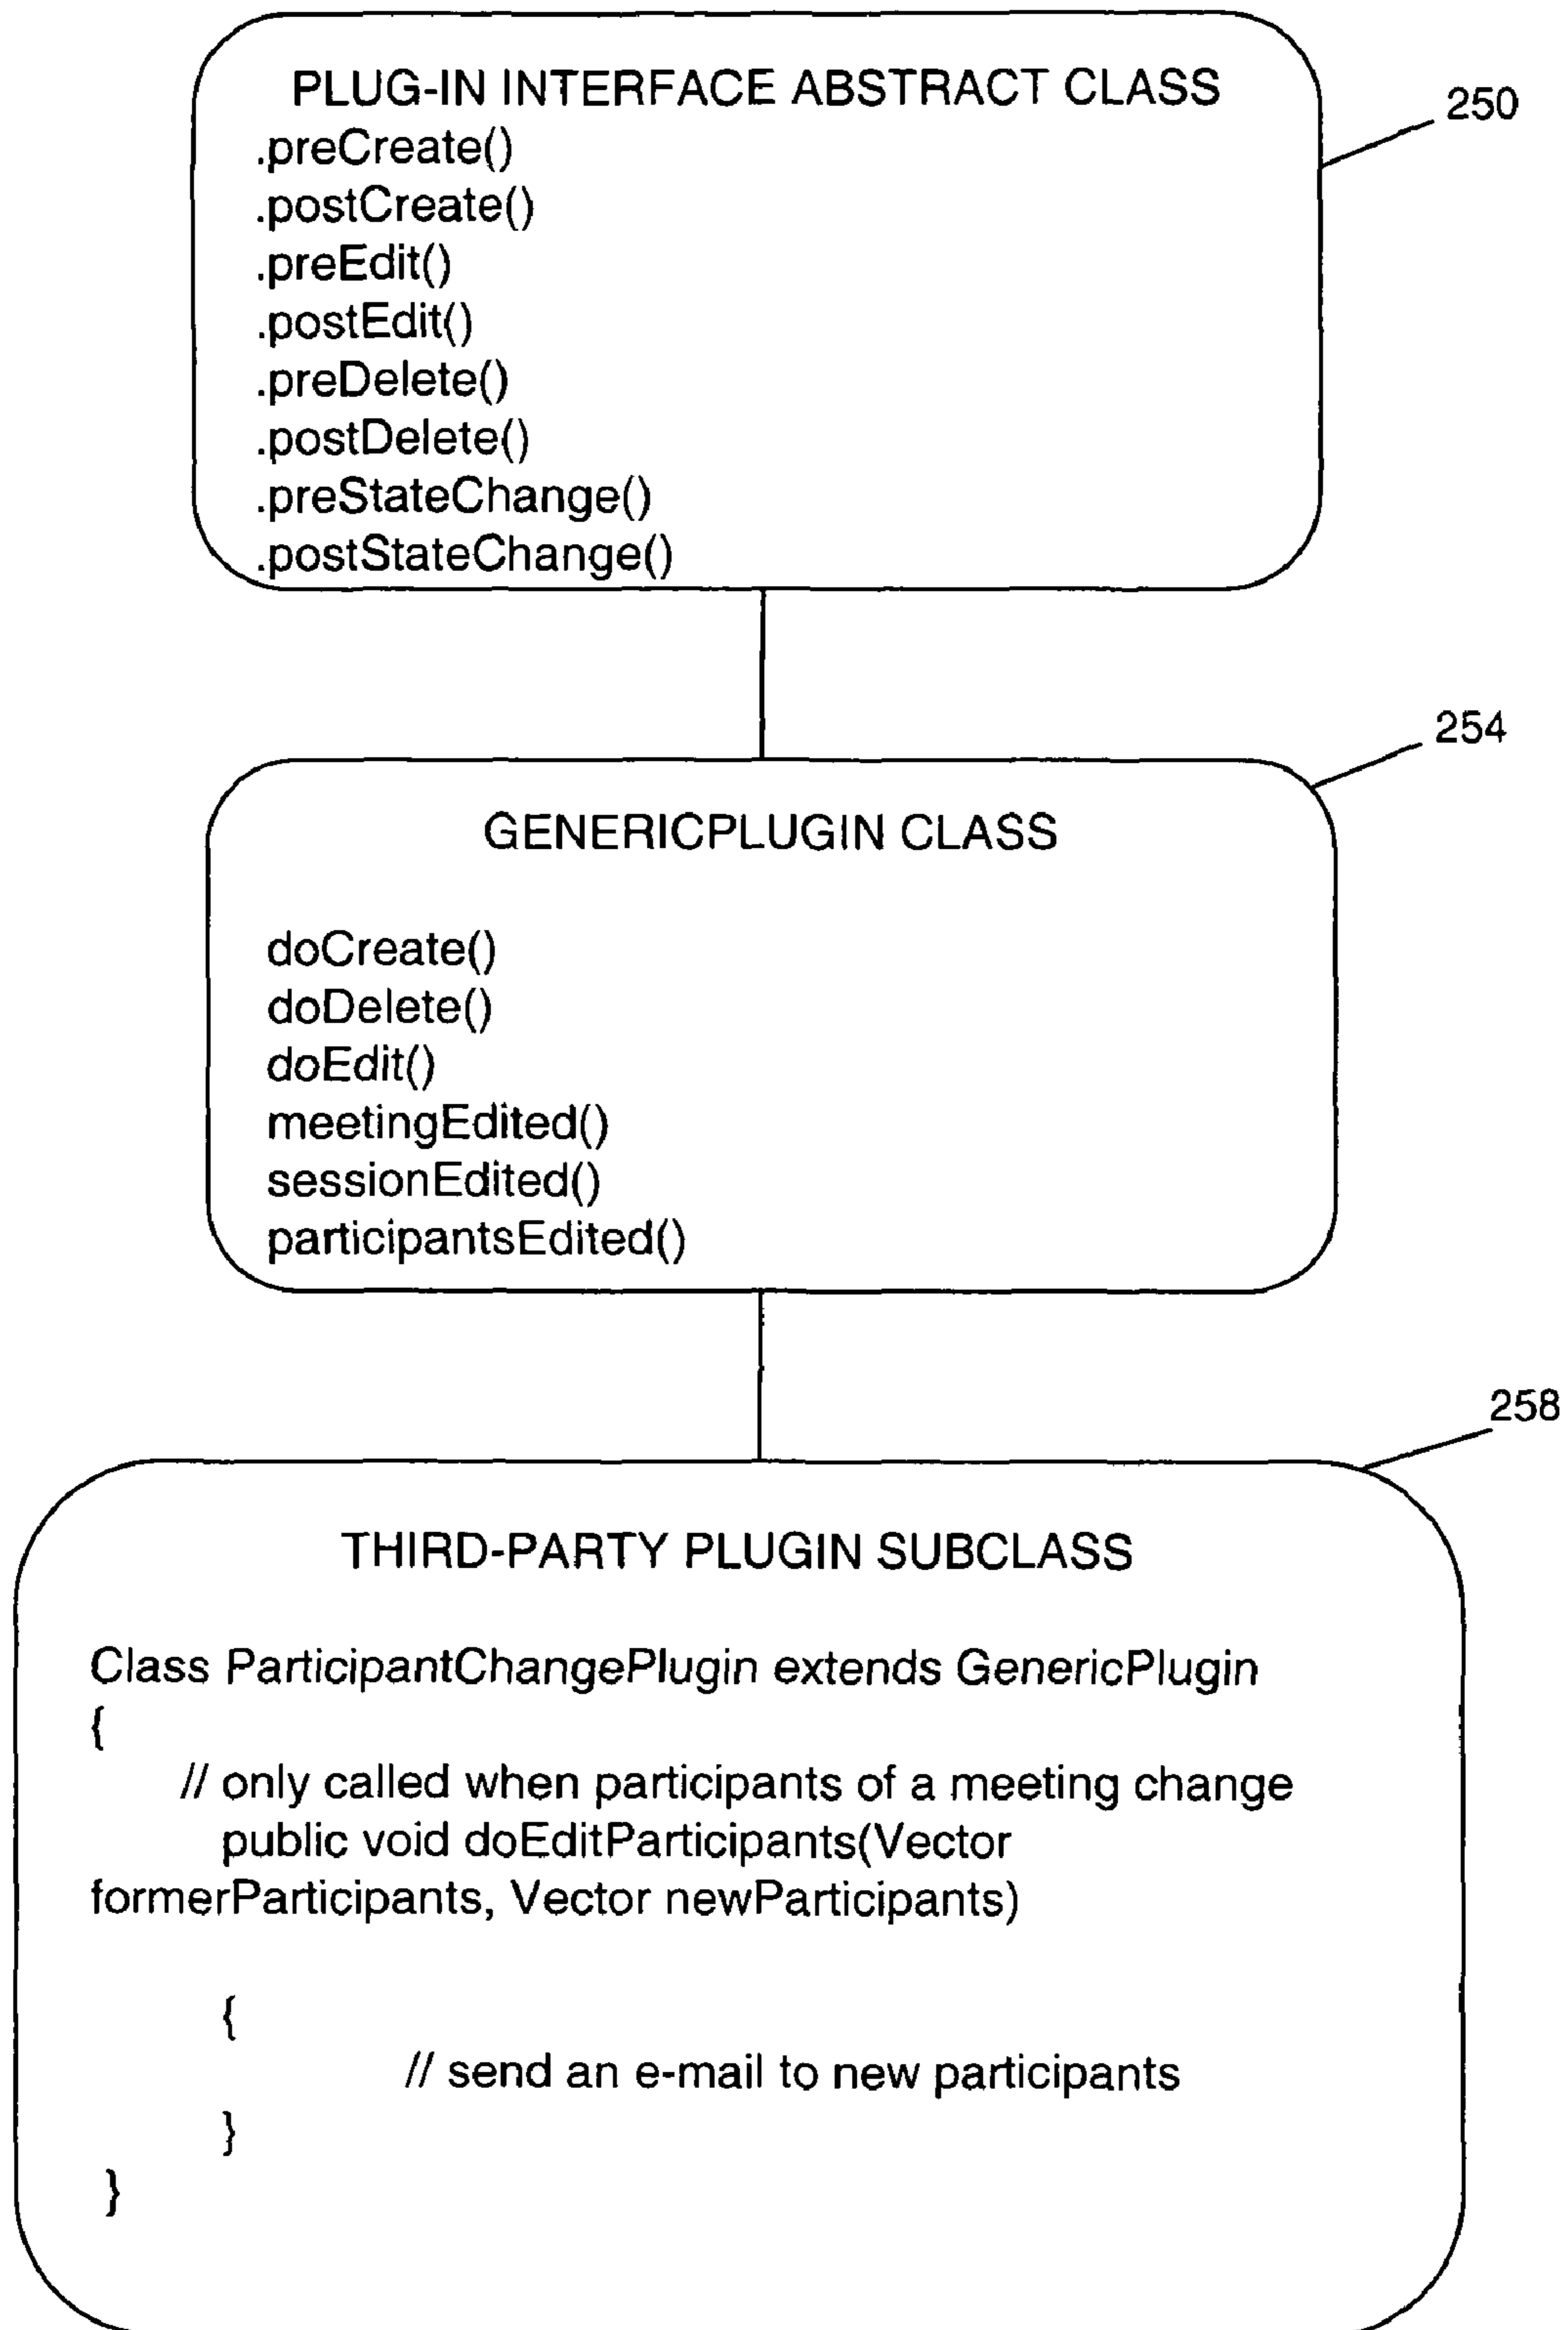 PLUG-IN INTERFACE ABSTRACT CLASS
250
.preCreate()
.postCreate()
.preEdit()
.postEdit()
.preDelete()
.postDelete()
.preStateChange()
.postStateChange()
254
GENERICPLUGIN CLASS
doCreate()
doDelete()
doEdit()
meetingEdited()
sessionEdited()
participantsEdited()
258
THIRD-PARTY PLUGIN SUBCLASS
Class ParticipantChangePlugin extends GenericPlugin
{
// only called when participants of a meeting change
public void doEditParticipants(Vector
formerParticipants, Vector newParticipants)
{
// send an e-mail to new participants
}
}